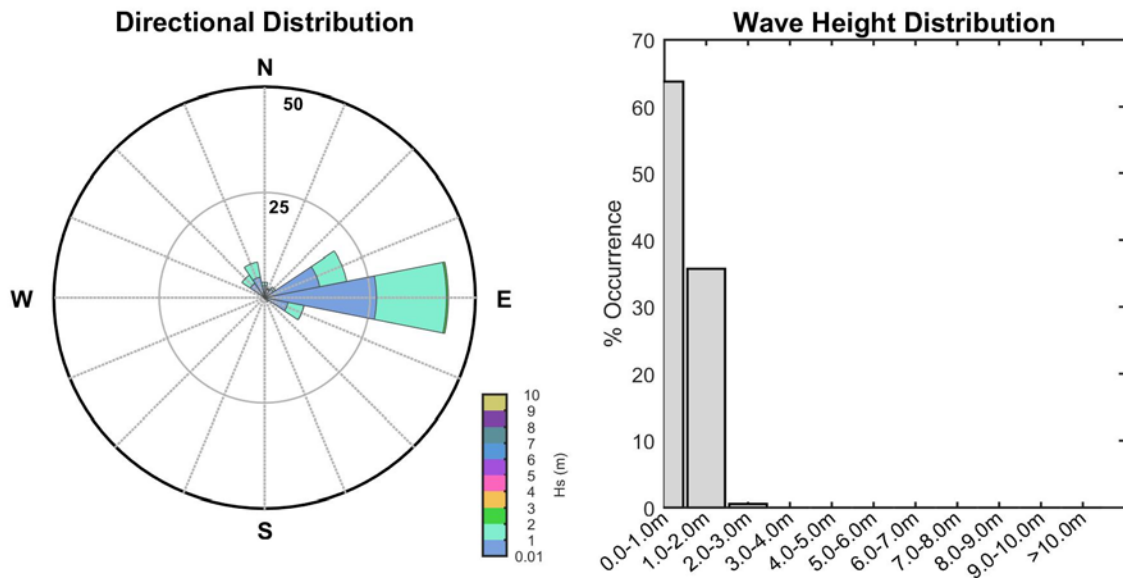 Directional Distribution
N
50
25
W
E
S
10
9
8
7
6
5
4
3
2
1
0.01
Hs (m)
Wave Height Distribution
70
60
50
40
30
20
10
0
% Occurrence
0.0-1.0m
1.0-2.0m
2.0-3.0m
3.0-4.0m
4.0-5.0m
5.0-6.0m
6.0-7.0m
7.0-8.0m
8.0-9.0m
9.0-10.0m
>10.0m